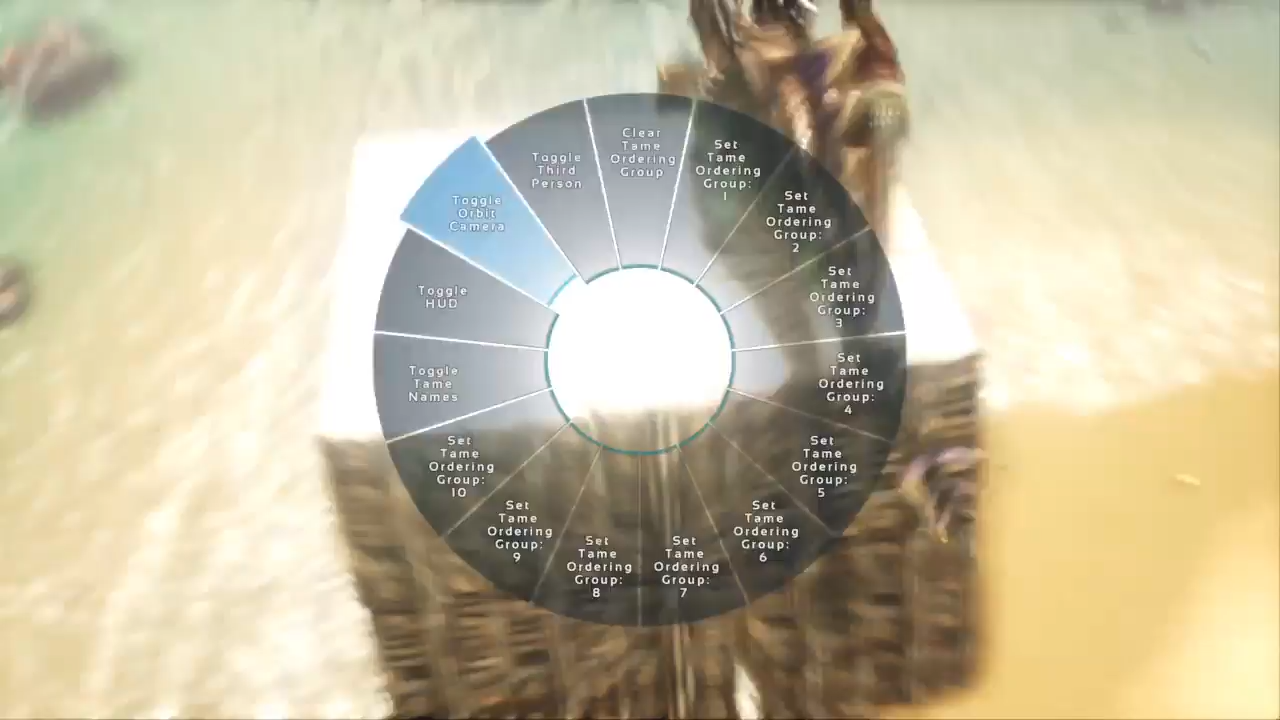 Clear
Tame
Ordering
Group
Set
Tame
Ordering
Group:
1
Set
Tame
Ordering
Group:
2
Set
Tame
Ordering
Group:
3
Set
Tame
Ordering
Group:
4
Set
Tame
Ordering
Group:
5
Set
Tame
Ordering
Group:
6
Set
Tame
Ordering
Group:
7
Set
Tame
Ordering
Group:
8
Set
Tame
Ordering
Group:
9
Set
Tame
Ordering
Group:
10
Toggle
Tame
Names
Toggle
HUD
Toggle
Orbit
Camera
Toggle
Third
Person